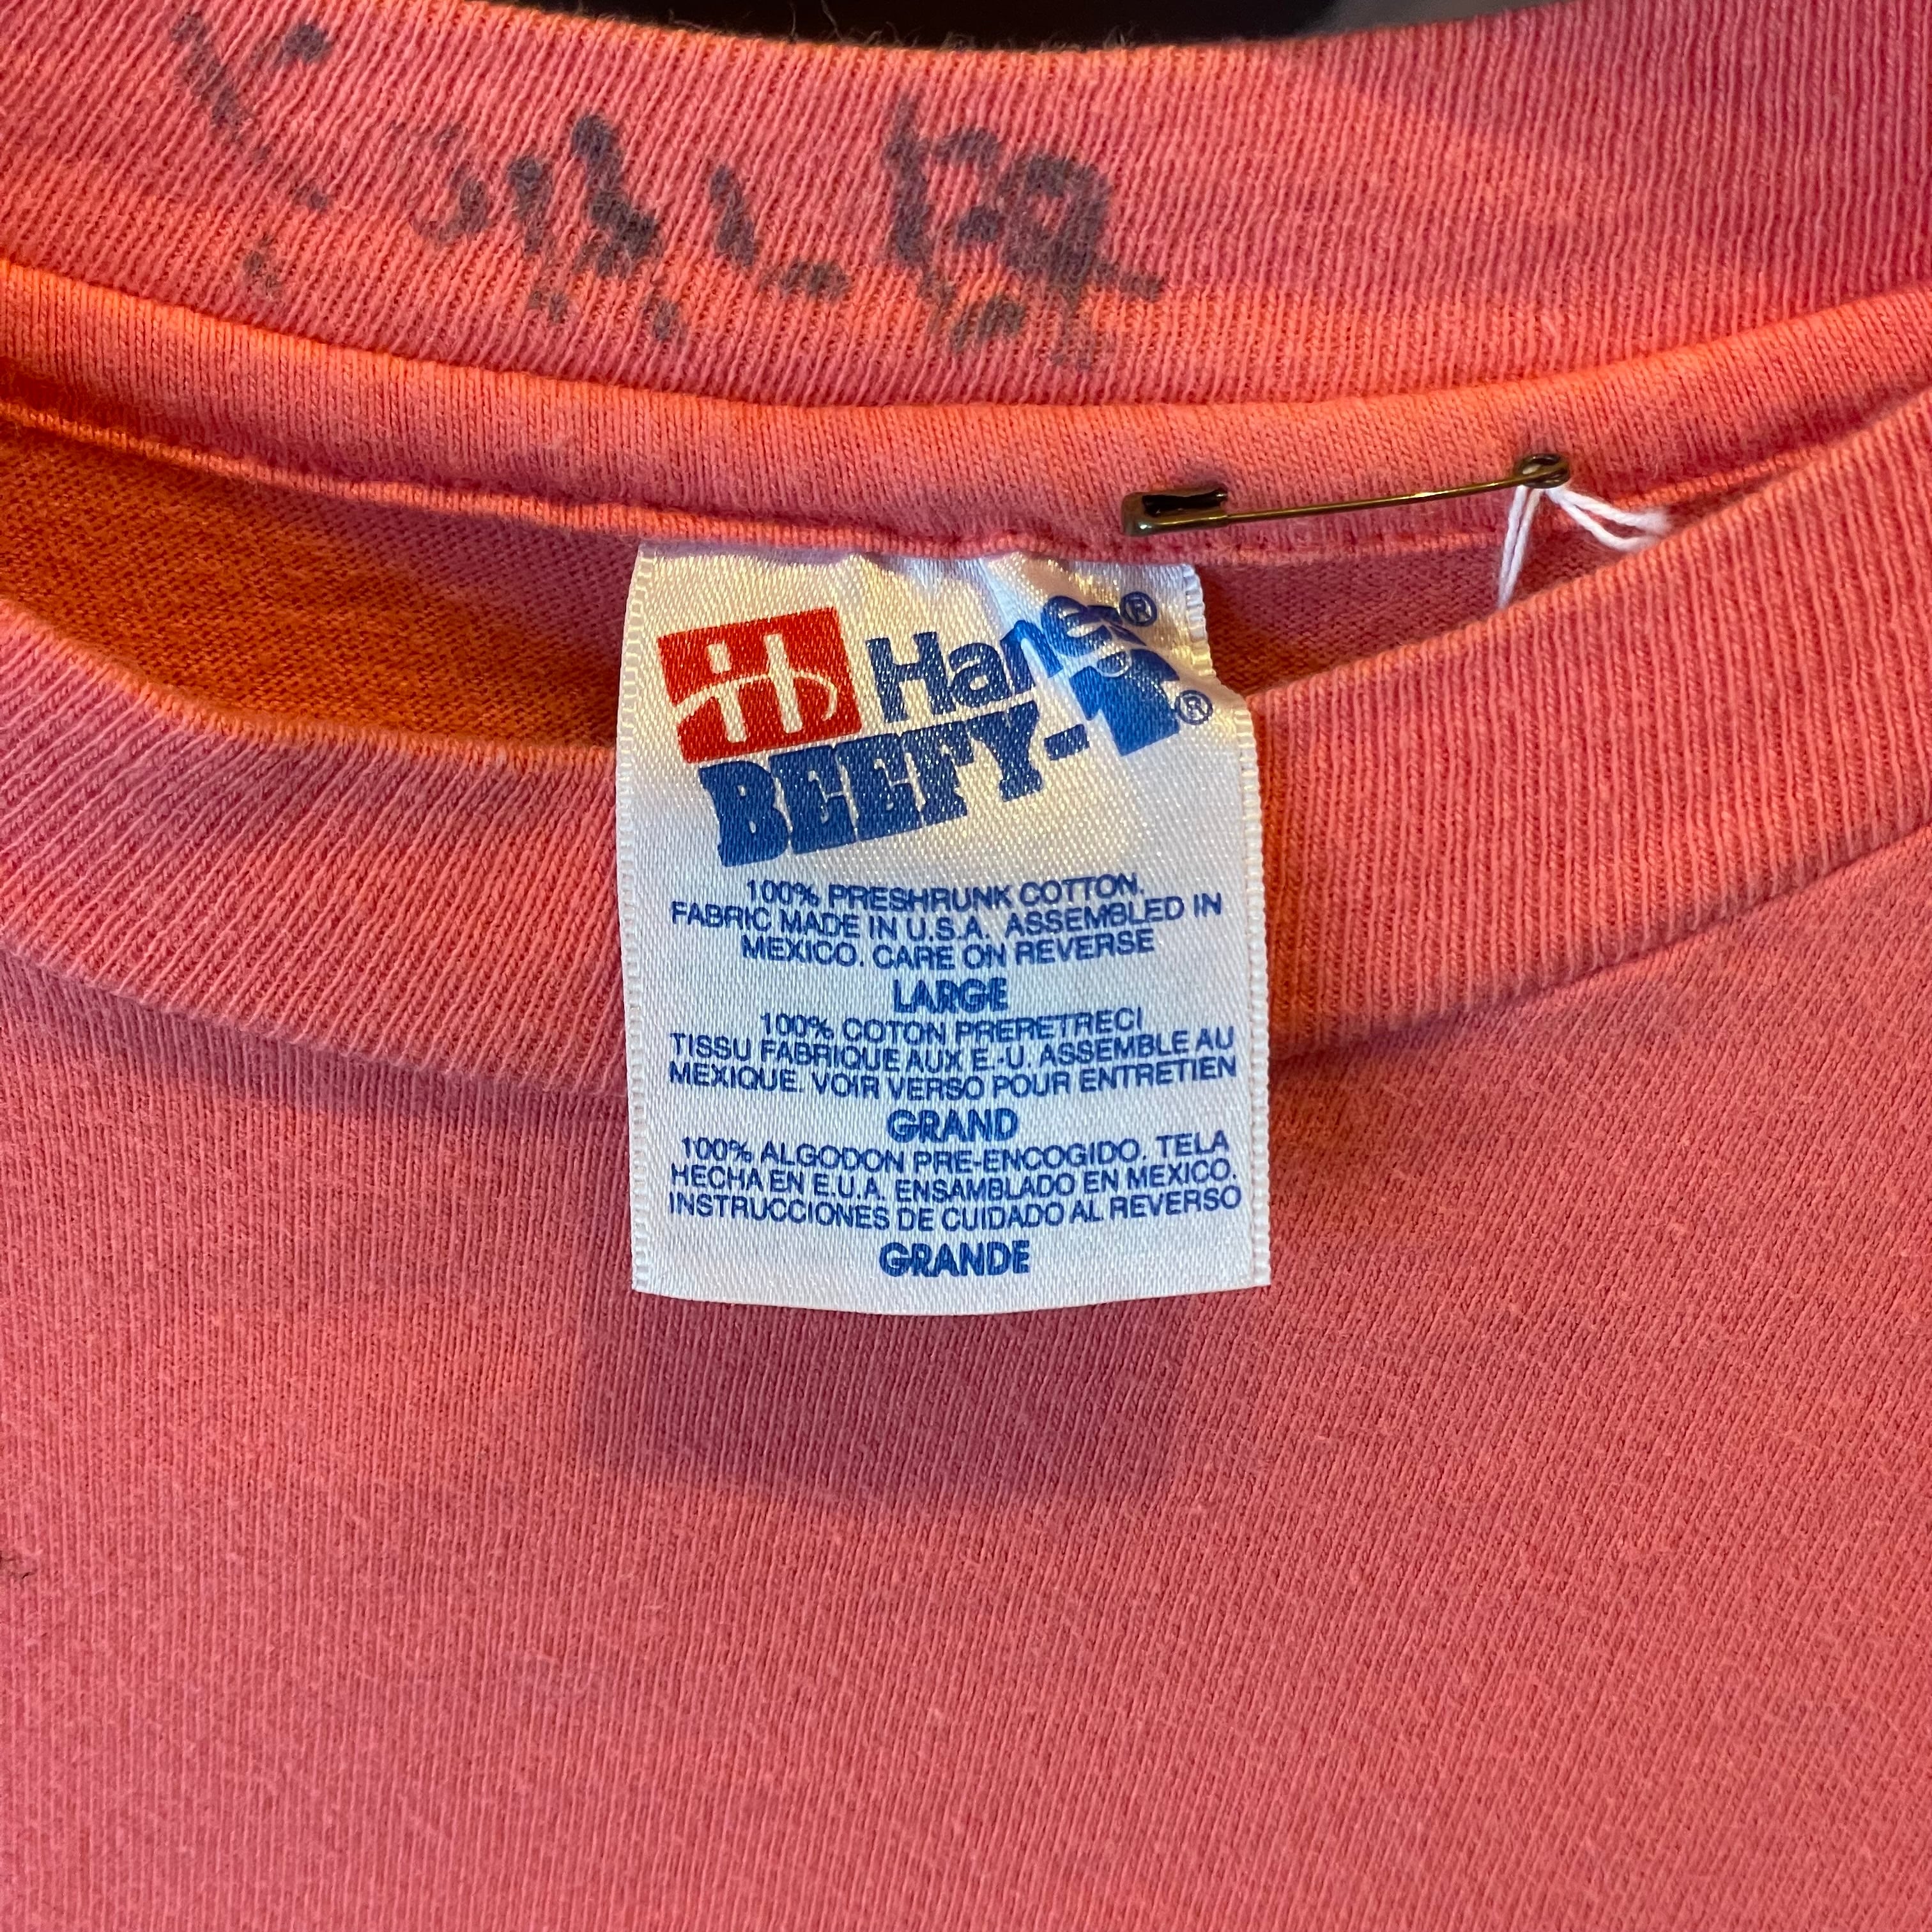 Hanes®
BEEFY-T®
100% PRESHRUNK COTTON.
FABRIC MADE IN U.S.A. ASSEMBLED IN
MEXICO. CARE ON REVERSE
LARGE
100% COTON PRERETRECI
TISSU FABRIQUE AUX E.-U. ASSEMBLE AU
MEXIQUE. VOIR VERSO POUR ENTRETIEN
GRAND
100% ALGODON PRE-ENCOGIDO. TELA
HECHA EN E.U.A. ENSAMBLADO EN MEXICO.
INSTRUCCIONES DE CUIDADO AL REVERSO
GRANDE